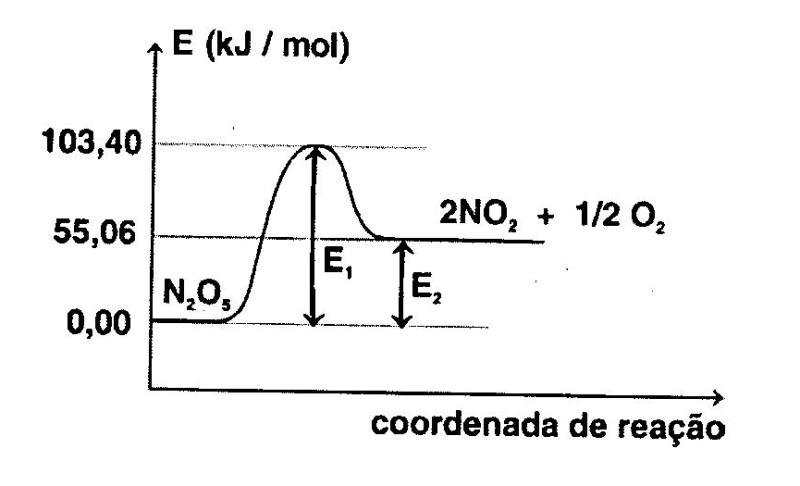 E (kJ / mol)
103,40
2NO₂ + 1/2 O₂
55,06
E₁
E₂
N₂O₅
0,00
coordenada de reação